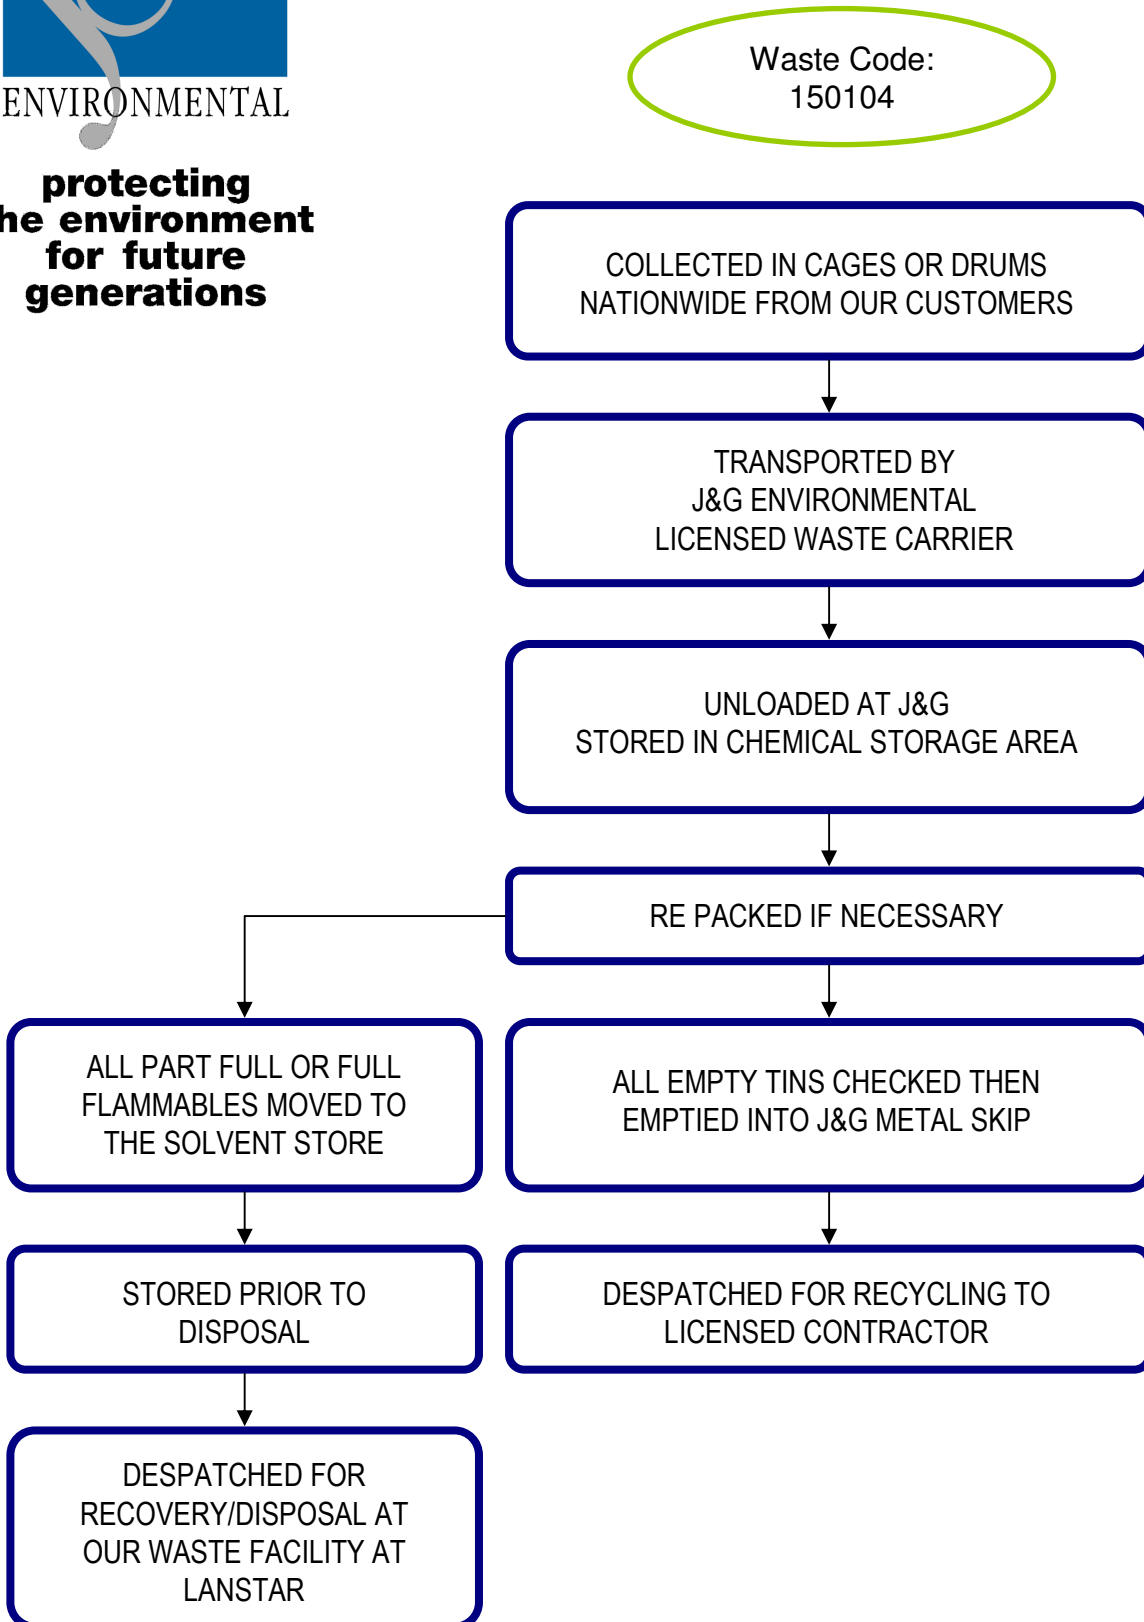 ENVIRONMENTAL
protecting
he environment
for future
generations
Waste Code:
150104
COLLECTED IN CAGES OR DRUMS
NATIONWIDE FROM OUR CUSTOMERS
TRANSPORTED BY
J&G ENVIRONMENTAL
LICENSED WASTE CARRIER
UNLOADED AT J&G
STORED IN CHEMICAL STORAGE AREA
RE PACKED IF NECESSARY
ALL PART FULL OR FULL
FLAMMABLES MOVED TO
THE SOLVENT STORE
ALL EMPTY TINS CHECKED THEN
EMPTIED INTO J&G METAL SKIP
STORED PRIOR TO
DISPOSAL
DESPATCHED FOR RECYCLING TO
LICENSED CONTRACTOR
DESPATCHED FOR
RECOVERY/DISPOSAL AT
OUR WASTE FACILITY AT
LANSTAR